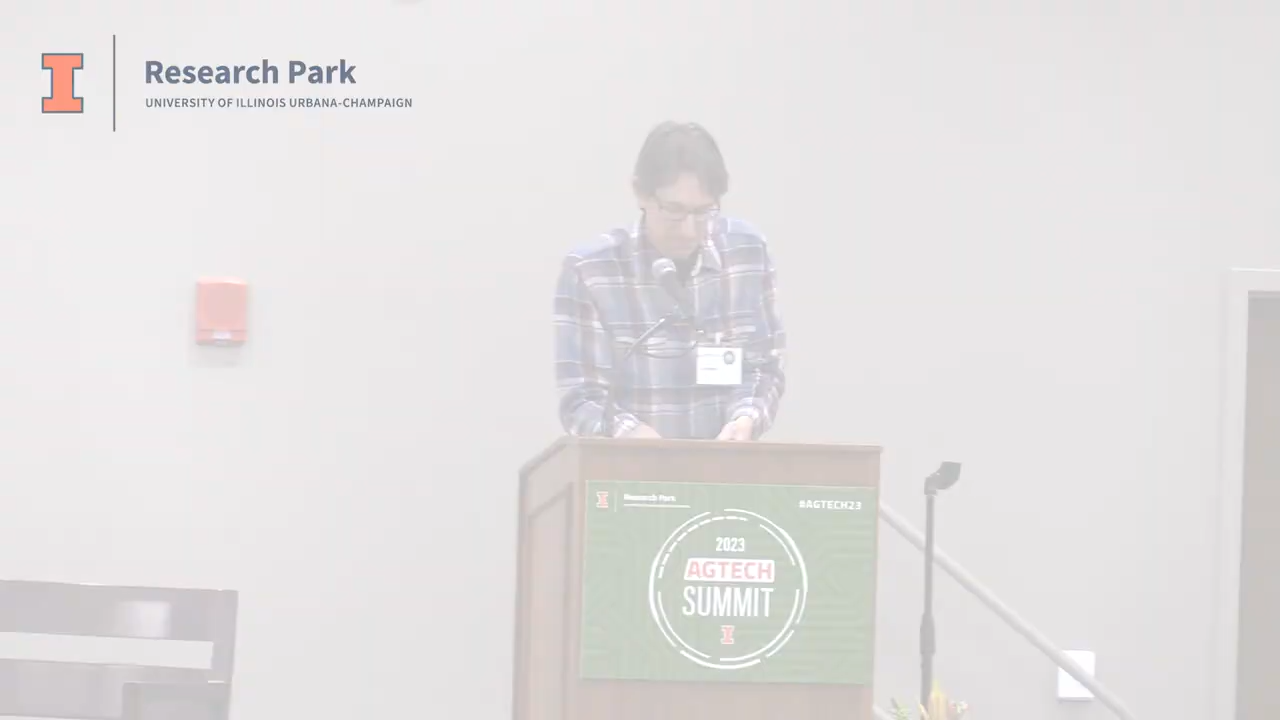 I
Research Park
UNIVERSITY OF ILLINOIS URBANA-CHAMPAIGN
I
Research Park
#AGTECH23
2023
AGTECH
SUMMIT
I